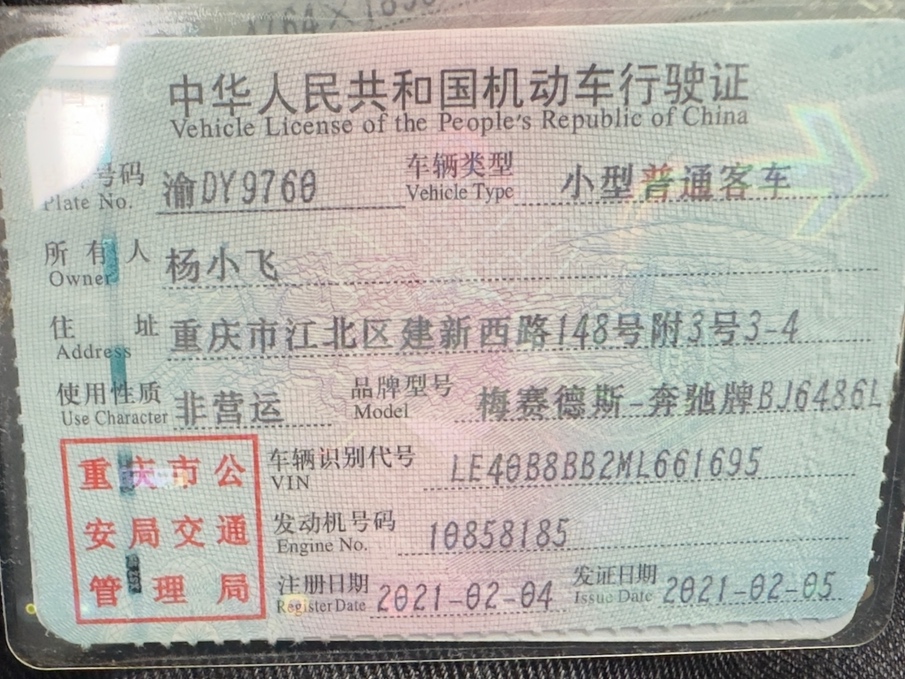 中华人民共和国机动车行驶证
Vehicle License of the People's Republic of China
号码 渝DY9760 车辆类型 小型普通客车
Plate No. Vehicle Type
所有人 杨小飞
Owner
住址 重庆市江北区建新西路148号附3号3-4
Address
使用性质 非营运 品牌型号 梅赛德斯-奔驰牌BJ6486L
Use Character Model
重庆市公
安局交通
管理局
车辆识别代号 LE40B8BB2ML661695
VIN
发动机号码 10858185
Engine No.
注册日期 2021-02-04 发证日期 2021-02-05
Register Date Issue Date